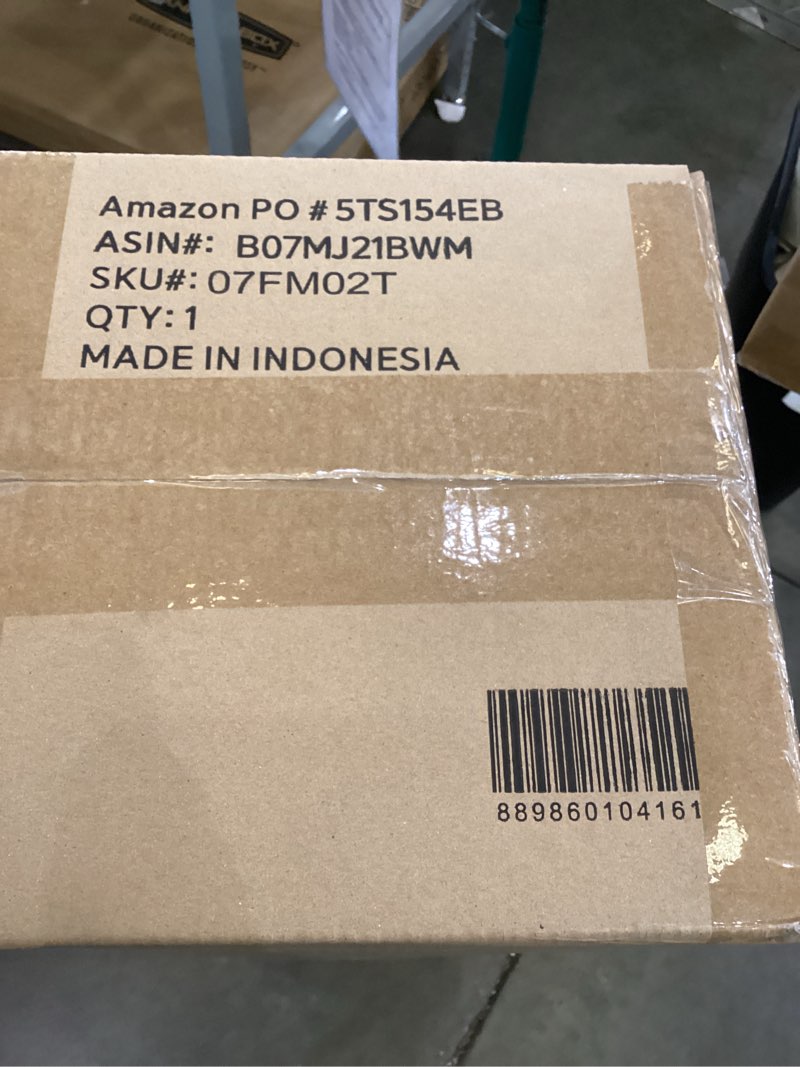 Amazon PO # 5TS154EB
ASIN#: B07MJ21BWM
SKU#: 07FM02T
QTY: 1
MADE IN INDONESIA
889860104161